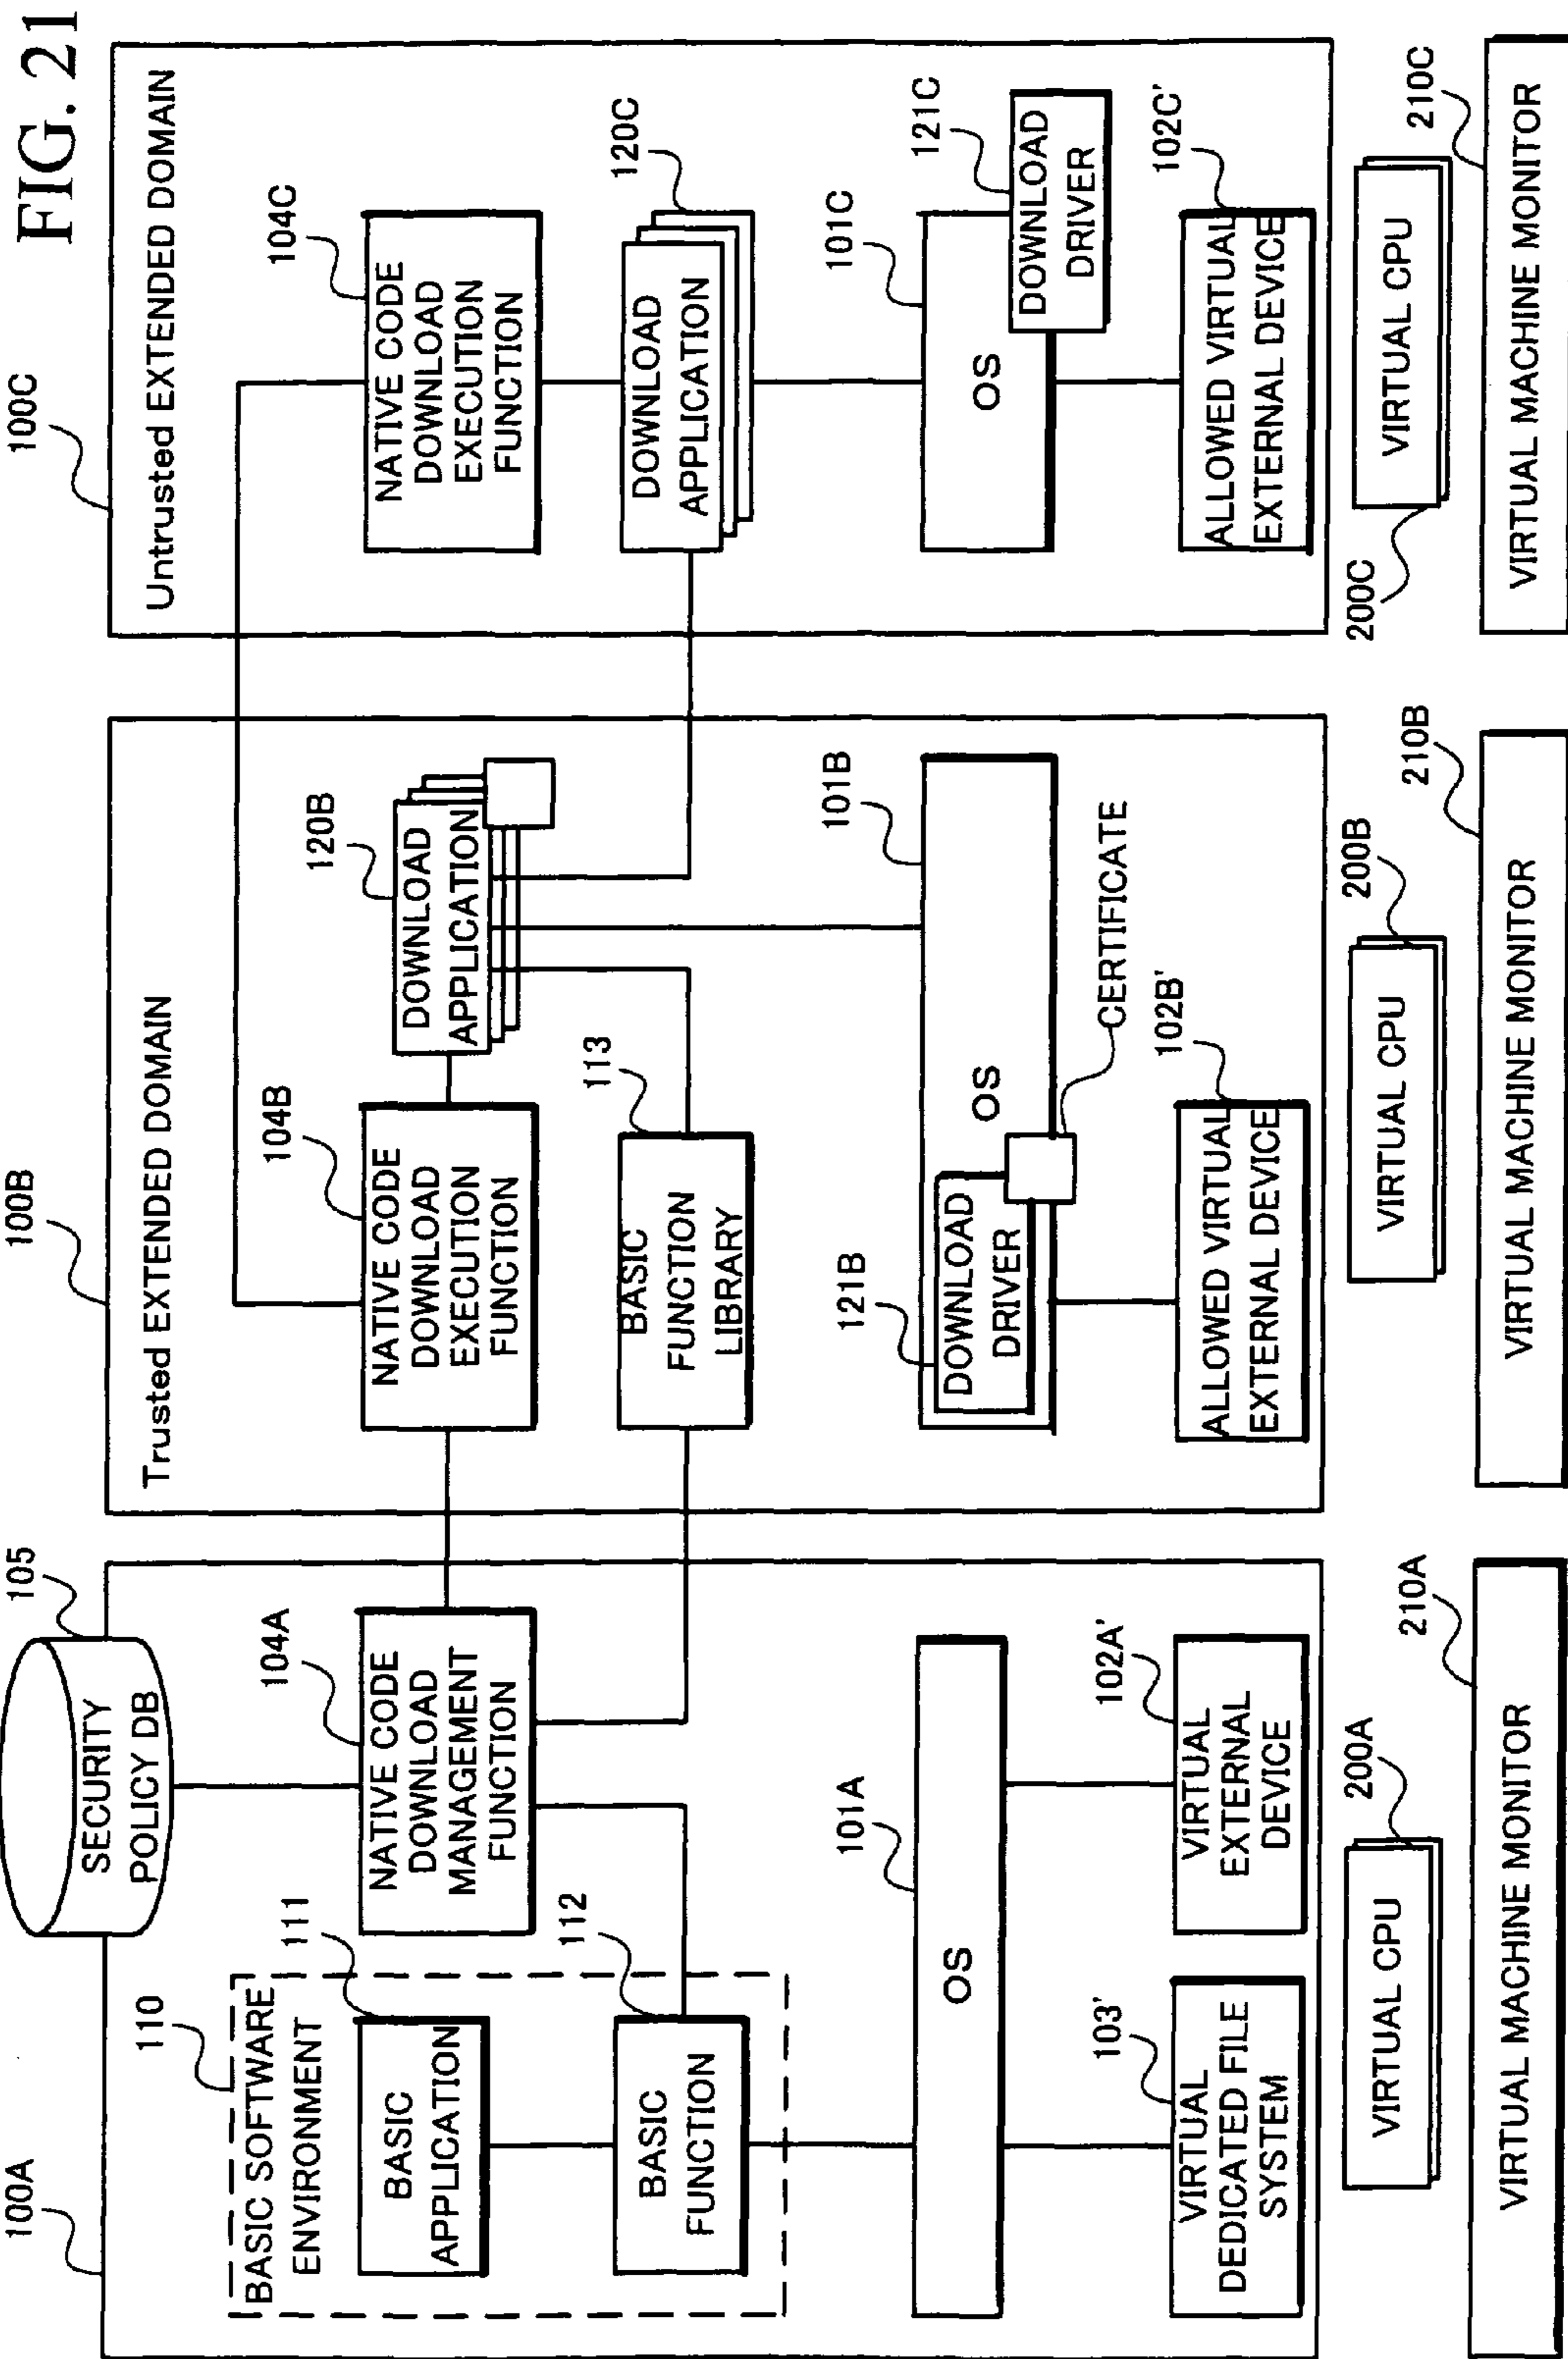 FIG. 21
100A
110
BASIC SOFTWARE
ENVIRONMENT
111
BASIC
APPLICATION
112
BASIC
FUNCTION
105
SECURITY
POLICY DB
104A
NATIVE CODE
DOWNLOAD
MANAGEMENT
FUNCTION
101A
OS
103'
VIRTUAL
DEDICATED FILE
SYSTEM
102A'
VIRTUAL
EXTERNAL
DEVICE
200A
VIRTUAL CPU
210A
VIRTUAL MACHINE MONITOR
100B
Trusted EXTENDED DOMAIN
104B
NATIVE CODE
DOWNLOAD
EXECUTION
FUNCTION
120B
DOWNLOAD
APPLICATION
113
BASIC
FUNCTION
LIBRARY
101B
OS
121B
DOWNLOAD
DRIVER
CERTIFICATE
102B'
ALLOWED VIRTUAL
EXTERNAL DEVICE
200B
VIRTUAL CPU
210B
VIRTUAL MACHINE MONITOR
100C
Untrusted EXTENDED DOMAIN
104C
NATIVE CODE
DOWNLOAD
EXECUTION
FUNCTION
120C
DOWNLOAD
APPLICATION
101C
OS
121C
DOWNLOAD
DRIVER
102C'
ALLOWED VIRTUAL
EXTERNAL DEVICE
200C
VIRTUAL CPU
210C
VIRTUAL MACHINE MONITOR